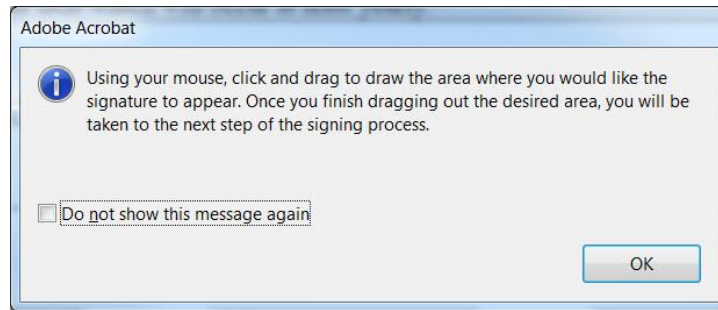 Adobe Acrobat
Using your mouse, click and drag to draw the area where you would like the
signature to appear. Once you finish dragging out the desired area, you will be
taken to the next step of the signing process.
Do not show this message again
OK